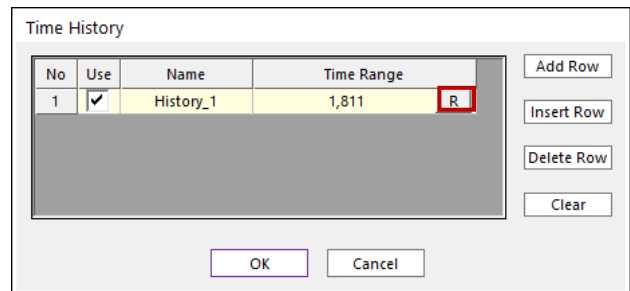 Time History
No Use Name Time Range
1 History_1 1,811 R
Add Row
Insert Row
Delete Row
Clear
OK Cancel